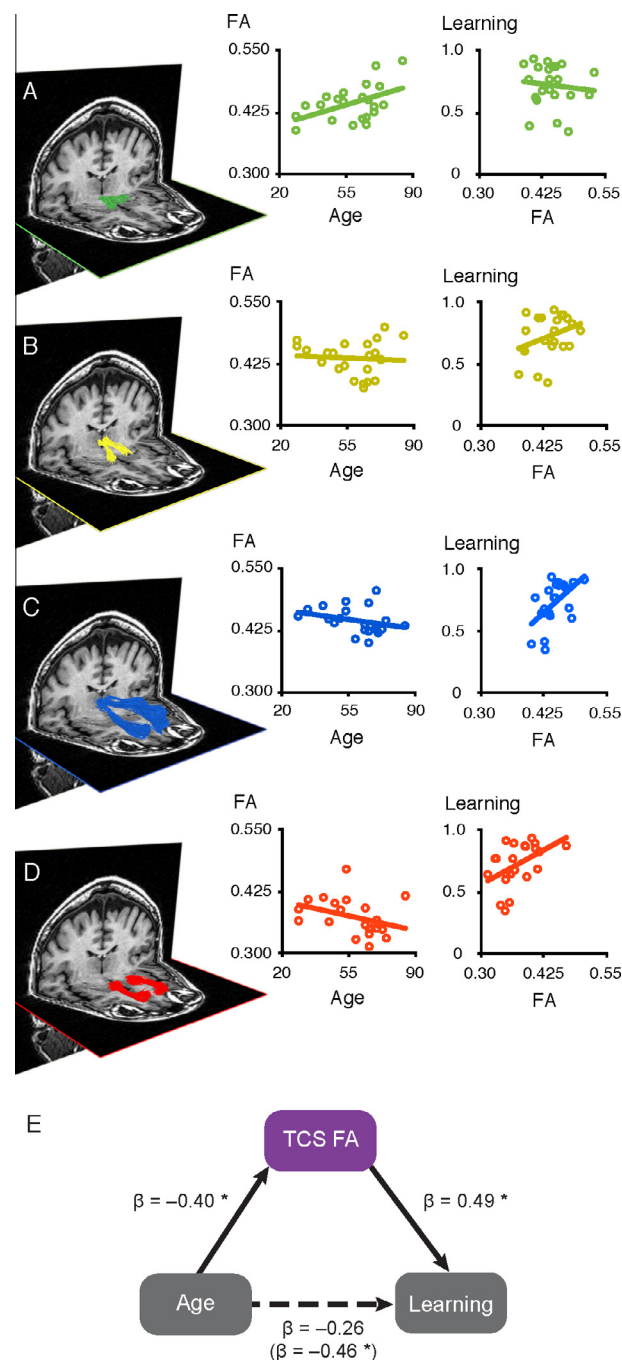 FA
Learning
A
0.550
0.425
0.300
20
55
90
Age
1.0
0.5
0
0.30
0.425
0.55
FA
FA
Learning
B
0.550
0.425
0.300
20
55
90
Age
1.0
0.5
0
0.30
0.425
0.55
FA
FA
Learning
C
0.550
0.425
0.300
20
55
90
Age
1.0
0.5
0
0.30
0.425
0.55
FA
FA
Learning
D
0.550
0.425
0.300
20
55
90
Age
1.0
0.5
0
0.30
0.425
0.55
FA
E
TCS FA
β = –0.40 *
β = 0.49 *
Age
Learning
β = –0.26
(β = –0.46 *)